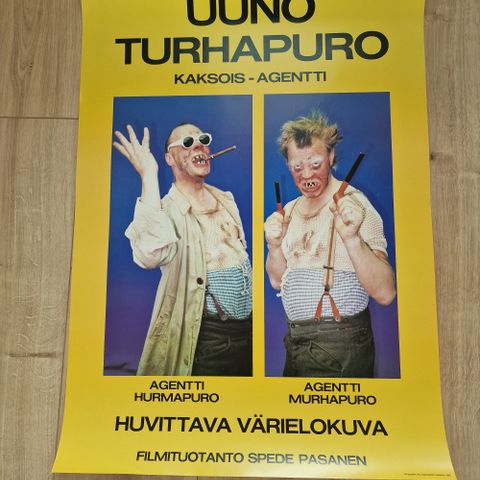 UUNO
TURHAPURO
KAKSOIS - AGENTTI
AGENTTI
HURMAPURO
AGENTTI
MURHAPURO
HUVITTAVA VÄRIELOKUVA
FILMITUOTANTO SPEDE PASANEN